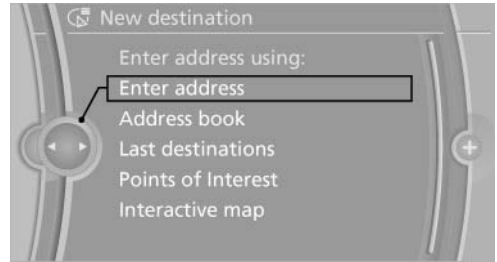 New destination
Enter address using:
Enter address
Address book
Last destinations
Points of Interest
Interactive map